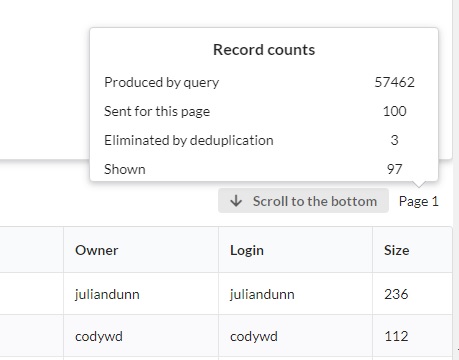 Record counts
Produced by query 57462
Sent for this page 100
Eliminated by deduplication 3
Shown 97
Scroll to the bottom Page 1
Owner Login Size
juliandunn juliandunn 236
codywd codywd 112